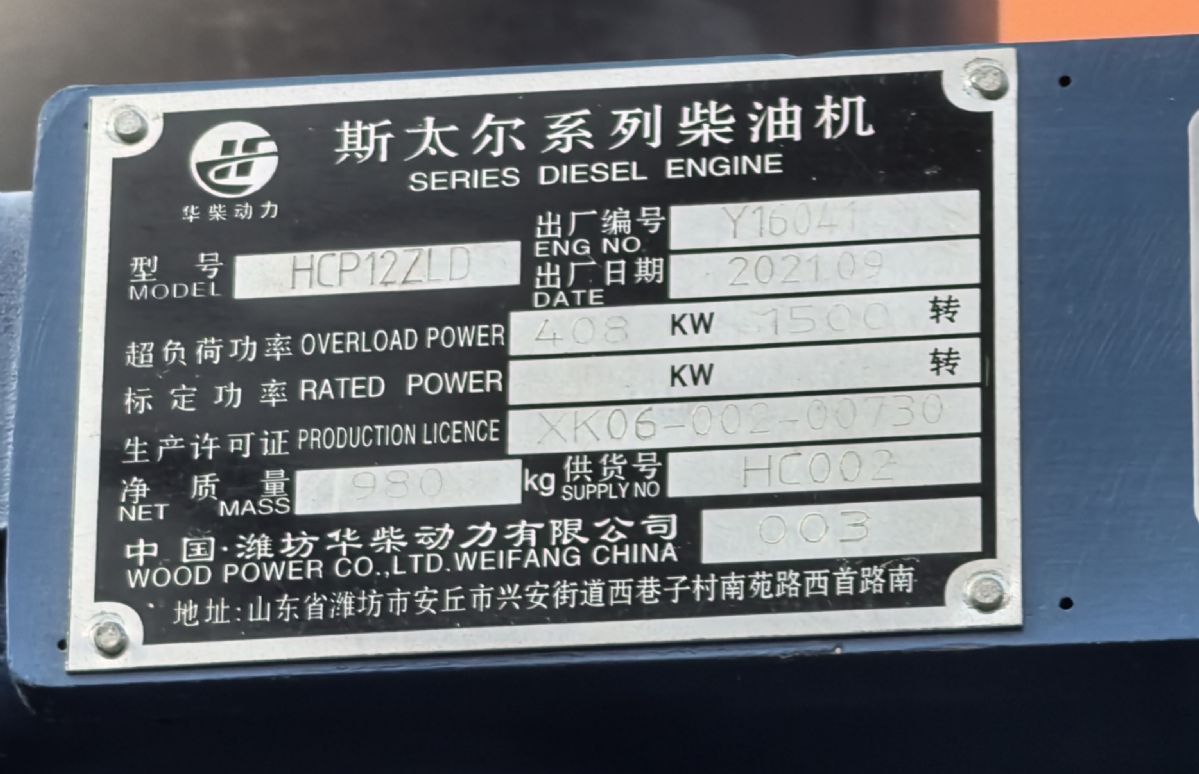 斯太尔系列柴油机
SERIES DIESEL ENGINE
华柴动力
出厂编号 Y16041
ENG NO
型号 HCP12ZLD
MODEL
出厂日期 2021.09
DATE
超负荷功率 OVERLOAD POWER 408 KW 1500 转
标定功率 RATED POWER KW 转
生产许可证 PRODUCTION LICENCE XK06-002-00730
净质量 980 kg 供货号 HC002
NET MASS SUPPLY NO
中国·潍坊华柴动力有限公司 003
WOOD POWER CO.,LTD.WEIFANG CHINA
地址:山东省潍坊市安丘市兴安街道西巷子村南苑路西首路南